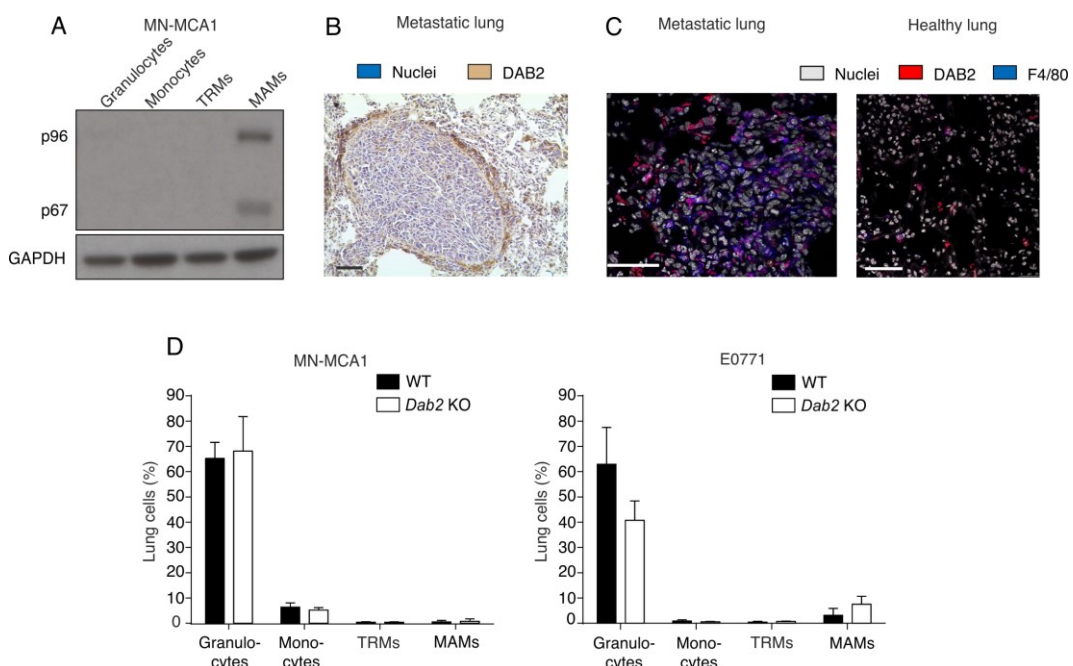 A
MN-MCA1
Granulocytes
Monocytes
TRMs
MAMs
p96
p67
GAPDH
B
Metastatic lung
Nuclei DAB2
C
Metastatic lung Healthy lung
Nuclei DAB2 F4/80
D
MN-MCA1
WT
Dab2 KO
Lung cells (%)
90
80
70
60
50
40
30
20
10
0
Granulo-
cytes
Mono-
cytes
TRMs
MAMs
E0771
WT
Dab2 KO
Lung cells (%)
90
80
70
60
50
40
30
20
10
0
Granulo-
cytes
Mono-
cytes
TRMs
MAMs